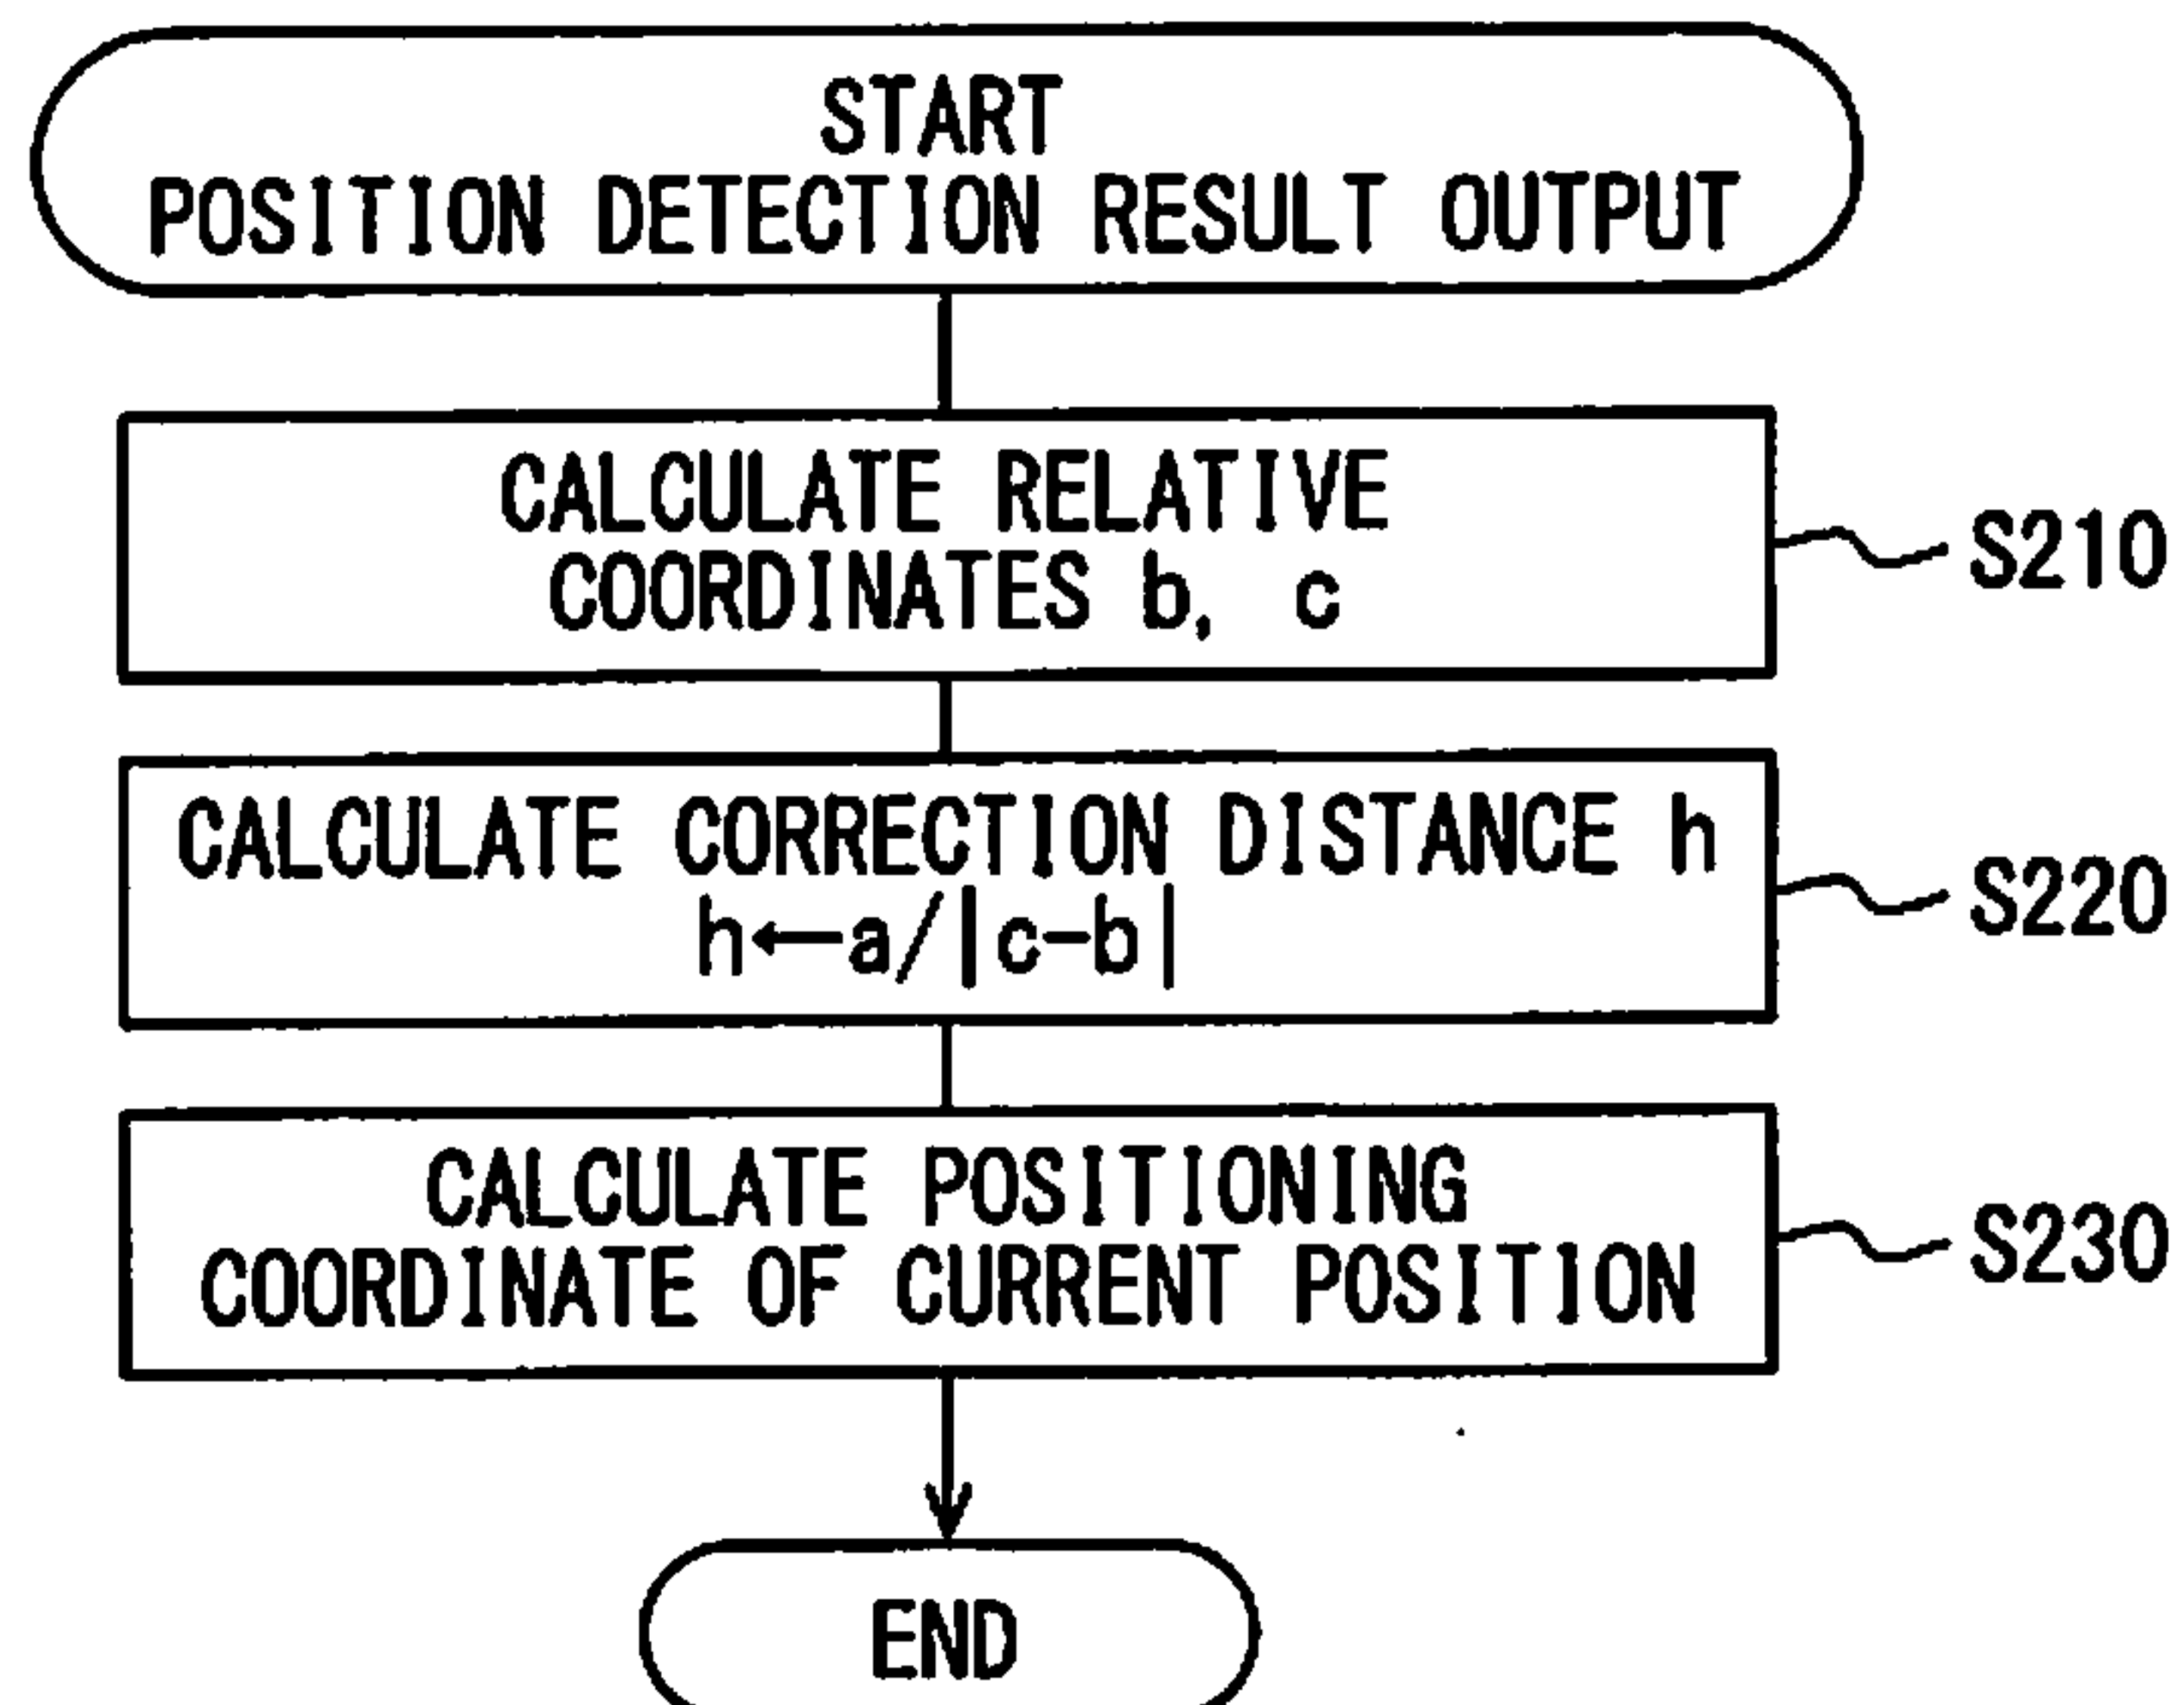 START
POSITION DETECTION RESULT OUTPUT
CALCULATE RELATIVE
COORDINATES b, c
S210
CALCULATE CORRECTION DISTANCE h
h←a/|c-b|
S220
CALCULATE POSITIONING
COORDINATE OF CURRENT POSITION
S230
END